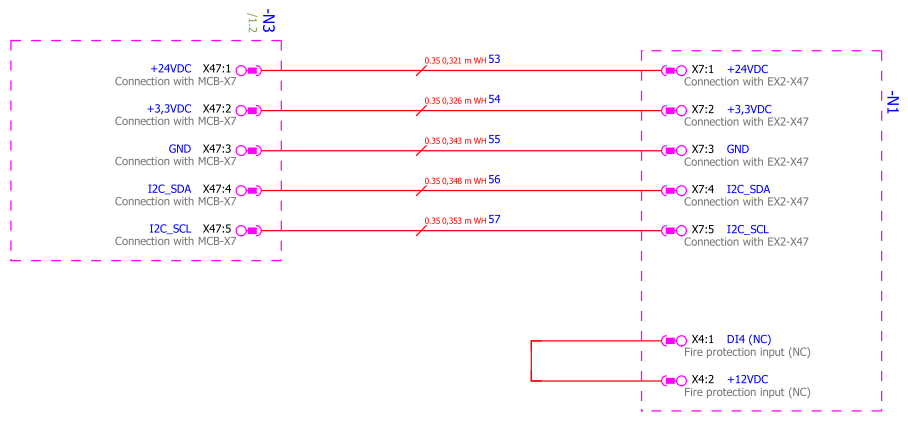 -N3
/1.2
+24VDC X47:1
Connection with MCB-X7
0.35 0,321 m WH 53
X7:1 +24VDC
Connection with EX2-X47
-N1
+3,3VDC X47:2
Connection with MCB-X7
0.35 0,326 m WH 54
X7:2 +3,3VDC
Connection with EX2-X47
GND X47:3
Connection with MCB-X7
0.35 0,343 m WH 55
X7:3 GND
Connection with EX2-X47
I2C_SDA X47:4
Connection with MCB-X7
0.35 0,348 m WH 56
X7:4 I2C_SDA
Connection with EX2-X47
I2C_SCL X47:5
Connection with MCB-X7
0.35 0,353 m WH 57
X7:5 I2C_SCL
Connection with EX2-X47
X4:1 DI4 (NC)
Fire protection input (NC)
X4:2 +12VDC
Fire protection input (NC)